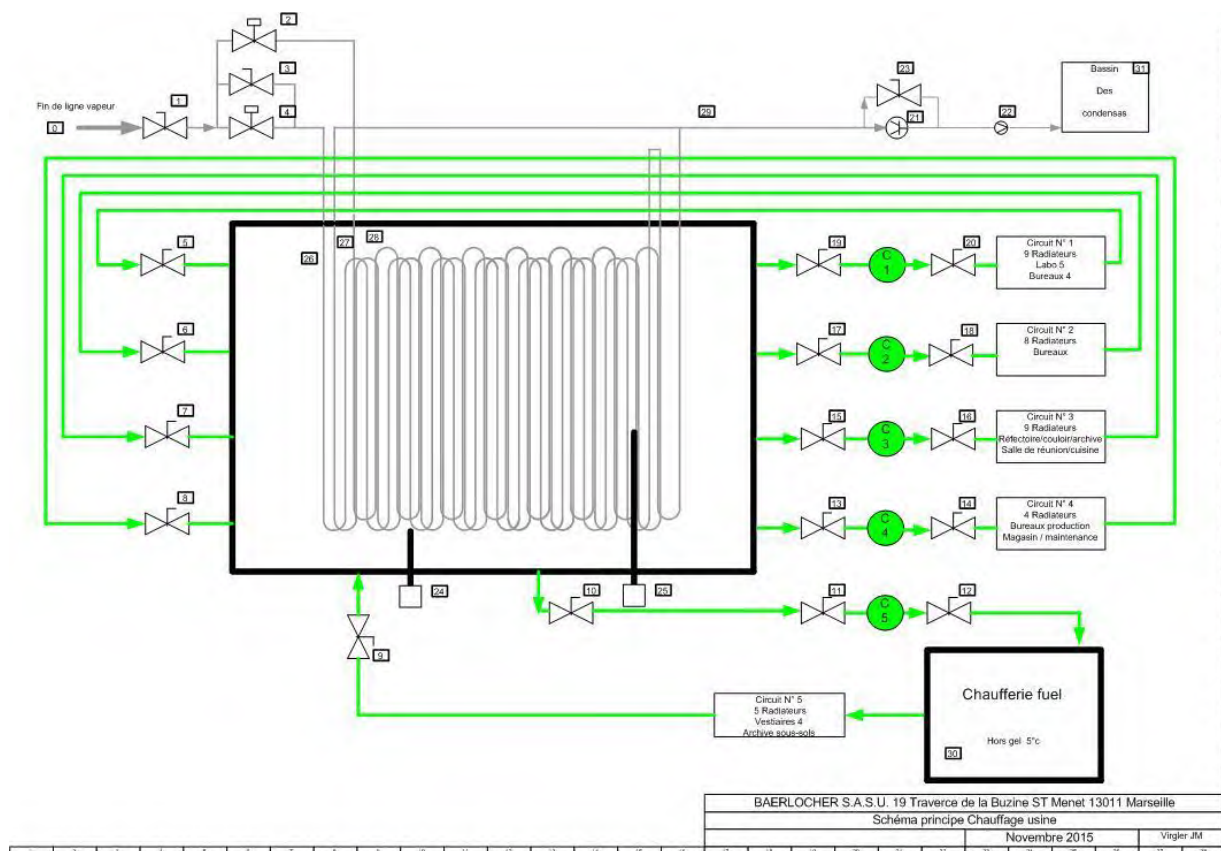 2
3
23
Bassin 31
Des
condensas
Fin de ligne vapeur
0
1
4
29
21
22
5
26
27
28
19
C
1
20
Circuit N° 1
9 Radiateurs
Labo 5
Bureaux 4
6
17
C
2
18
Circuit N° 2
8 Radiateurs
Bureaux
7
15
C
3
16
Circuit N° 3
9 Radiateurs
Réfectoire/couloir/archive
Salle de réunion/cuisine
8
13
C
4
14
Circuit N° 4
4 Radiateurs
Bureaux production
Magasin / maintenance
24
25
10
11
C
5
12
9
Circuit N° 5
5 Radiateurs
Vestiaires 4
Archive sous-sols
Chaufferie fuel
Hors gel 5°c
30
BAERLOCHER S.A.S.U. 19 Traverce de la Buzine ST Menet 13011 Marseille
Schéma principe Chauffage usine
Novembre 2015
Virgler JM